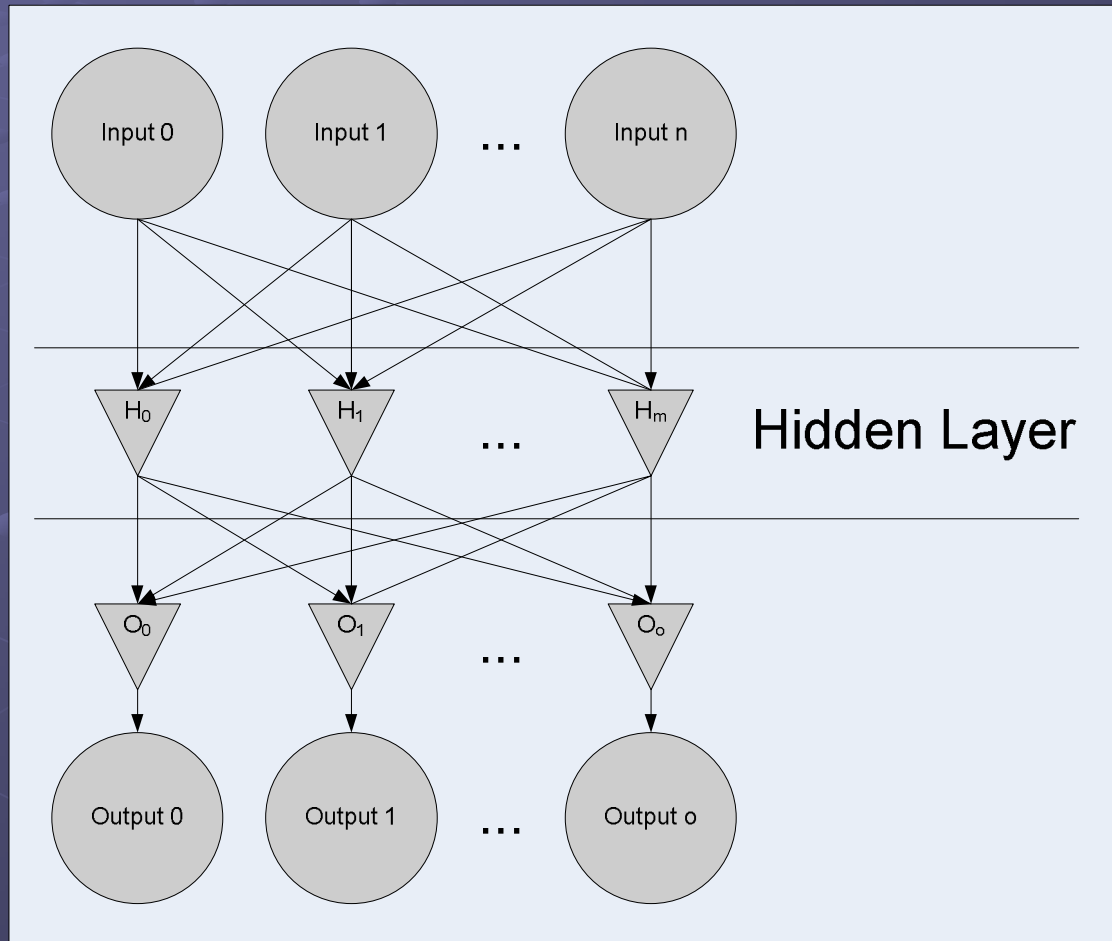 Input 0 Input 1 ... Input n
H₀ H₁ ... Hₘ Hidden Layer
O₀ O₁ ... Oₒ
Output 0 Output 1 ... Output o